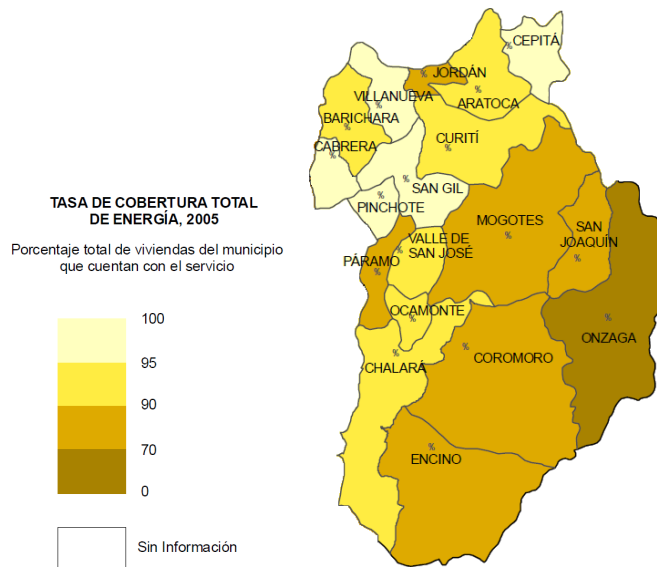 CEPITÁ
%
JORDÁN
%
VILLANUEVA
%
ARATOCA
%
BARICHARA
%
CURITÍ
%
CABRERA
%
SAN GIL
%
PINCHOTE
%
TASA DE COBERTURA TOTAL
DE ENERGÍA, 2005
Porcentaje total de viviendas del municipio
que cuentan con el servicio
100
95
90
70
0
Sin Información
MOGOTES
%
SAN
JOAQUÍN
%
VALLE DE
SAN JOSÉ
%
PÁRAMO
%
OCAMONTE
%
ONZAGA
%
CHALARÁ
%
COROMORO
%
ENCINO
%